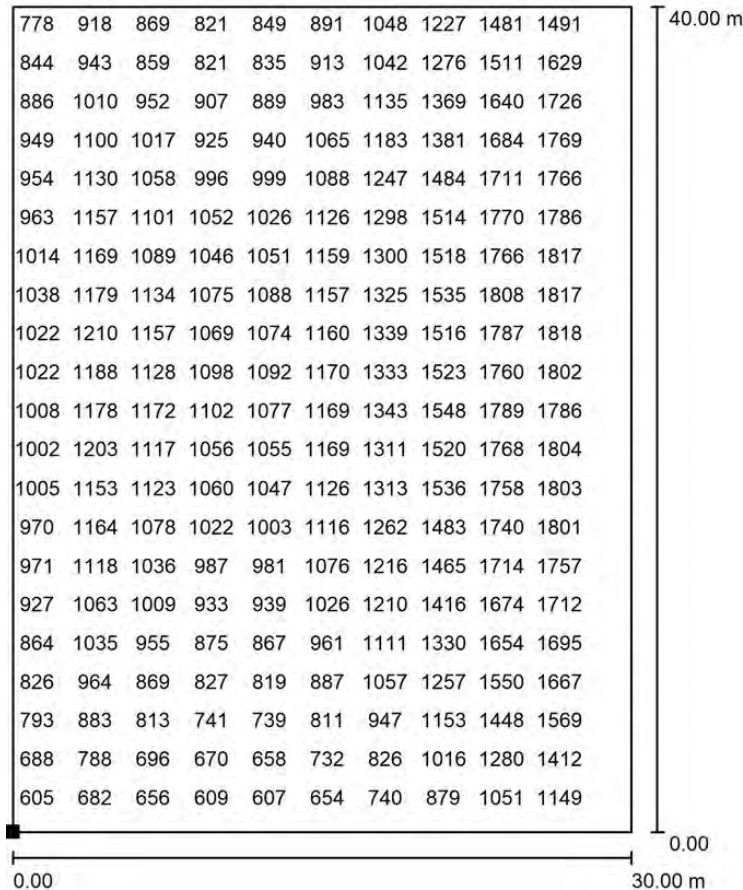 778 918 869 821 849 891 1048 1227 1481 1491 40.00 m
844 943 859 821 835 913 1042 1276 1511 1629
886 1010 952 907 889 983 1135 1369 1640 1726
949 1100 1017 925 940 1065 1183 1381 1684 1769
954 1130 1058 996 999 1088 1247 1484 1711 1766
963 1157 1101 1052 1026 1126 1298 1514 1770 1786
1014 1169 1089 1046 1051 1159 1300 1518 1766 1817
1038 1179 1134 1075 1088 1157 1325 1535 1808 1817
1022 1210 1157 1069 1074 1160 1339 1516 1787 1818
1022 1188 1128 1098 1092 1170 1333 1523 1760 1802
1008 1178 1172 1102 1077 1169 1343 1548 1789 1786
1002 1203 1117 1056 1055 1169 1311 1520 1768 1804
1005 1153 1123 1060 1047 1126 1313 1536 1758 1803
970 1164 1078 1022 1003 1116 1262 1483 1740 1801
971 1118 1036 987 981 1076 1216 1465 1714 1757
927 1063 1009 933 939 1026 1210 1416 1674 1712
864 1035 955 875 867 961 1111 1330 1654 1695
826 964 869 827 819 887 1057 1257 1550 1667
793 883 813 741 739 811 947 1153 1448 1569
688 788 696 670 658 732 826 1016 1280 1412
605 682 656 609 607 654 740 879 1051 1149
0.00
0.00 30.00 m